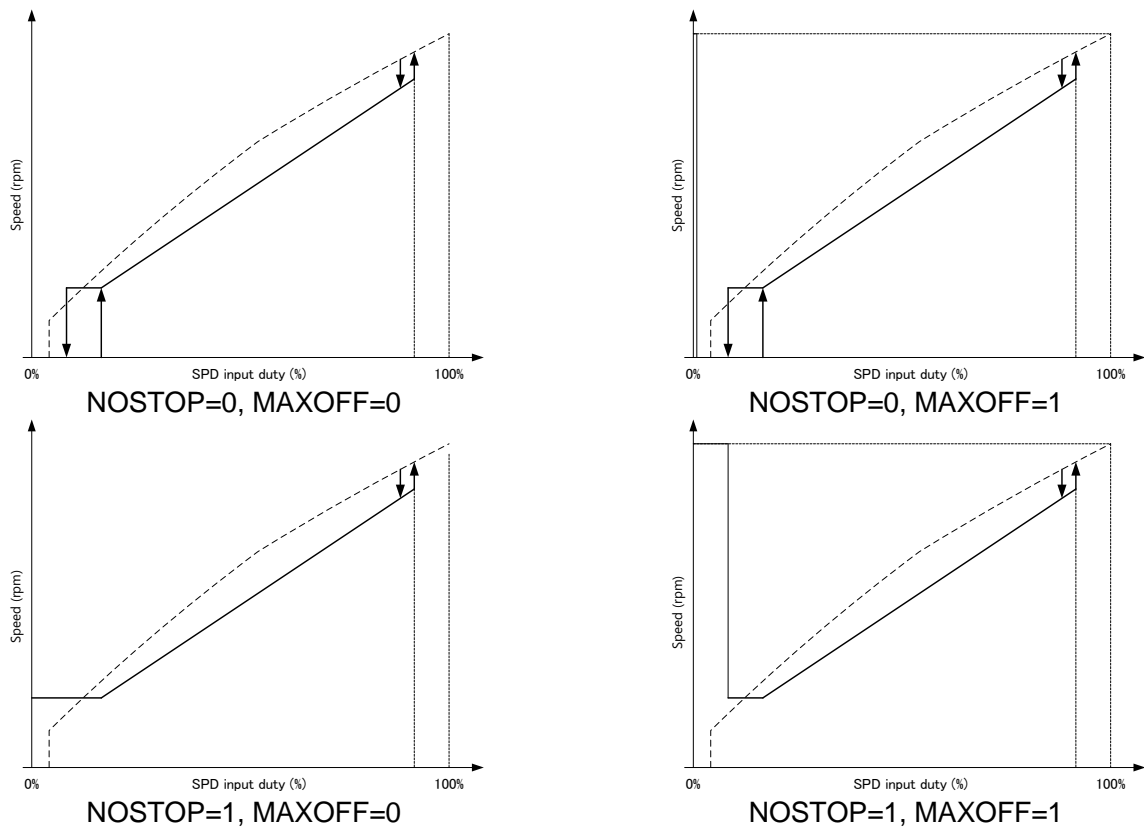 Speed (rpm)
0%
SPD input duty (%)
100%
NOSTOP=0, MAXOFF=0
Speed (rpm)
0%
SPD input duty (%)
100%
NOSTOP=0, MAXOFF=1
Speed (rpm)
0%
SPD input duty (%)
100%
NOSTOP=1, MAXOFF=0
Speed (rpm)
0%
SPD input duty (%)
100%
NOSTOP=1, MAXOFF=1